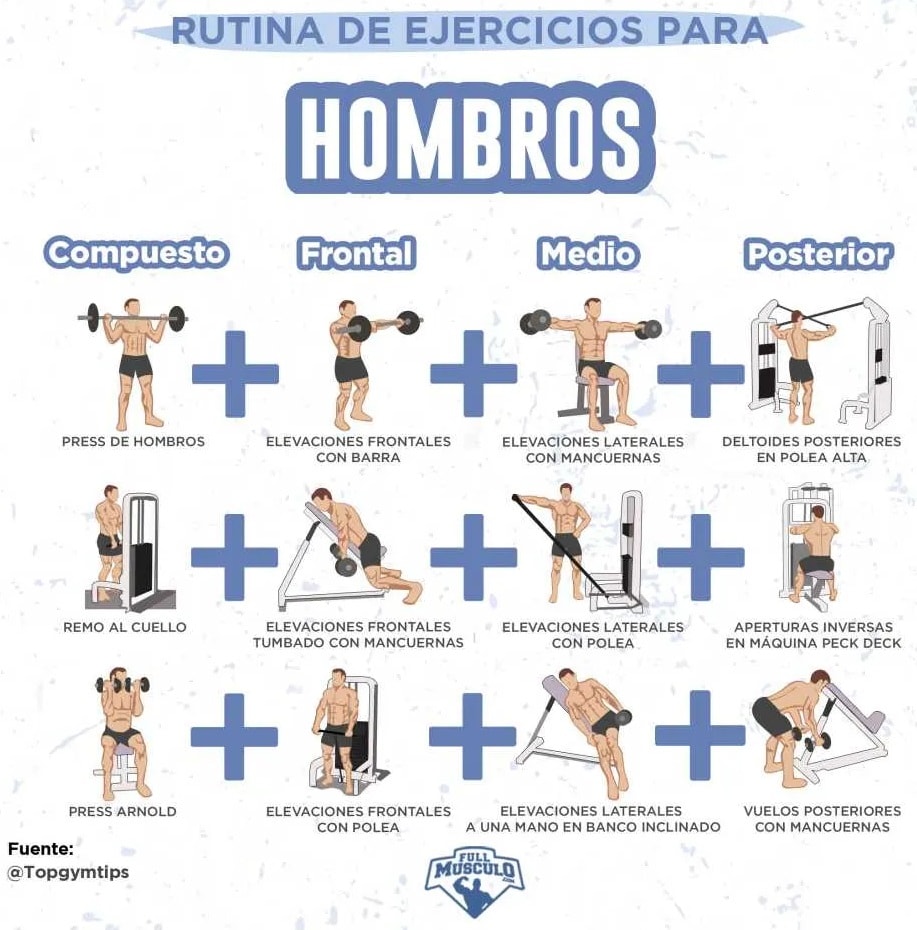 RUTINA DE EJERCICIOS PARA
HOMBROS
Compuesto
Frontal
Medio
Posterior
PRESS DE HOMBROS
ELEVACIONES FRONTALES
CON BARRA
ELEVACIONES LATERALES
CON MANCUERNAS
DELTOIDES POSTERIORES
EN POLEA ALTA
REMO AL CUELLO
ELEVACIONES FRONTALES
TUMBADO CON MANCUERNAS
ELEVACIONES LATERALES
CON POLEA
APERTURAS INVERSAS
EN MÁQUINA PECK DECK
PRESS ARNOLD
ELEVACIONES FRONTALES
CON POLEA
ELEVACIONES LATERALES
A UNA MANO EN BANCO INCLINADO
VUELOS POSTERIORES
CON MANCUERNAS
Fuente:
@Topgymtips
FULL
MUSCULO
.com